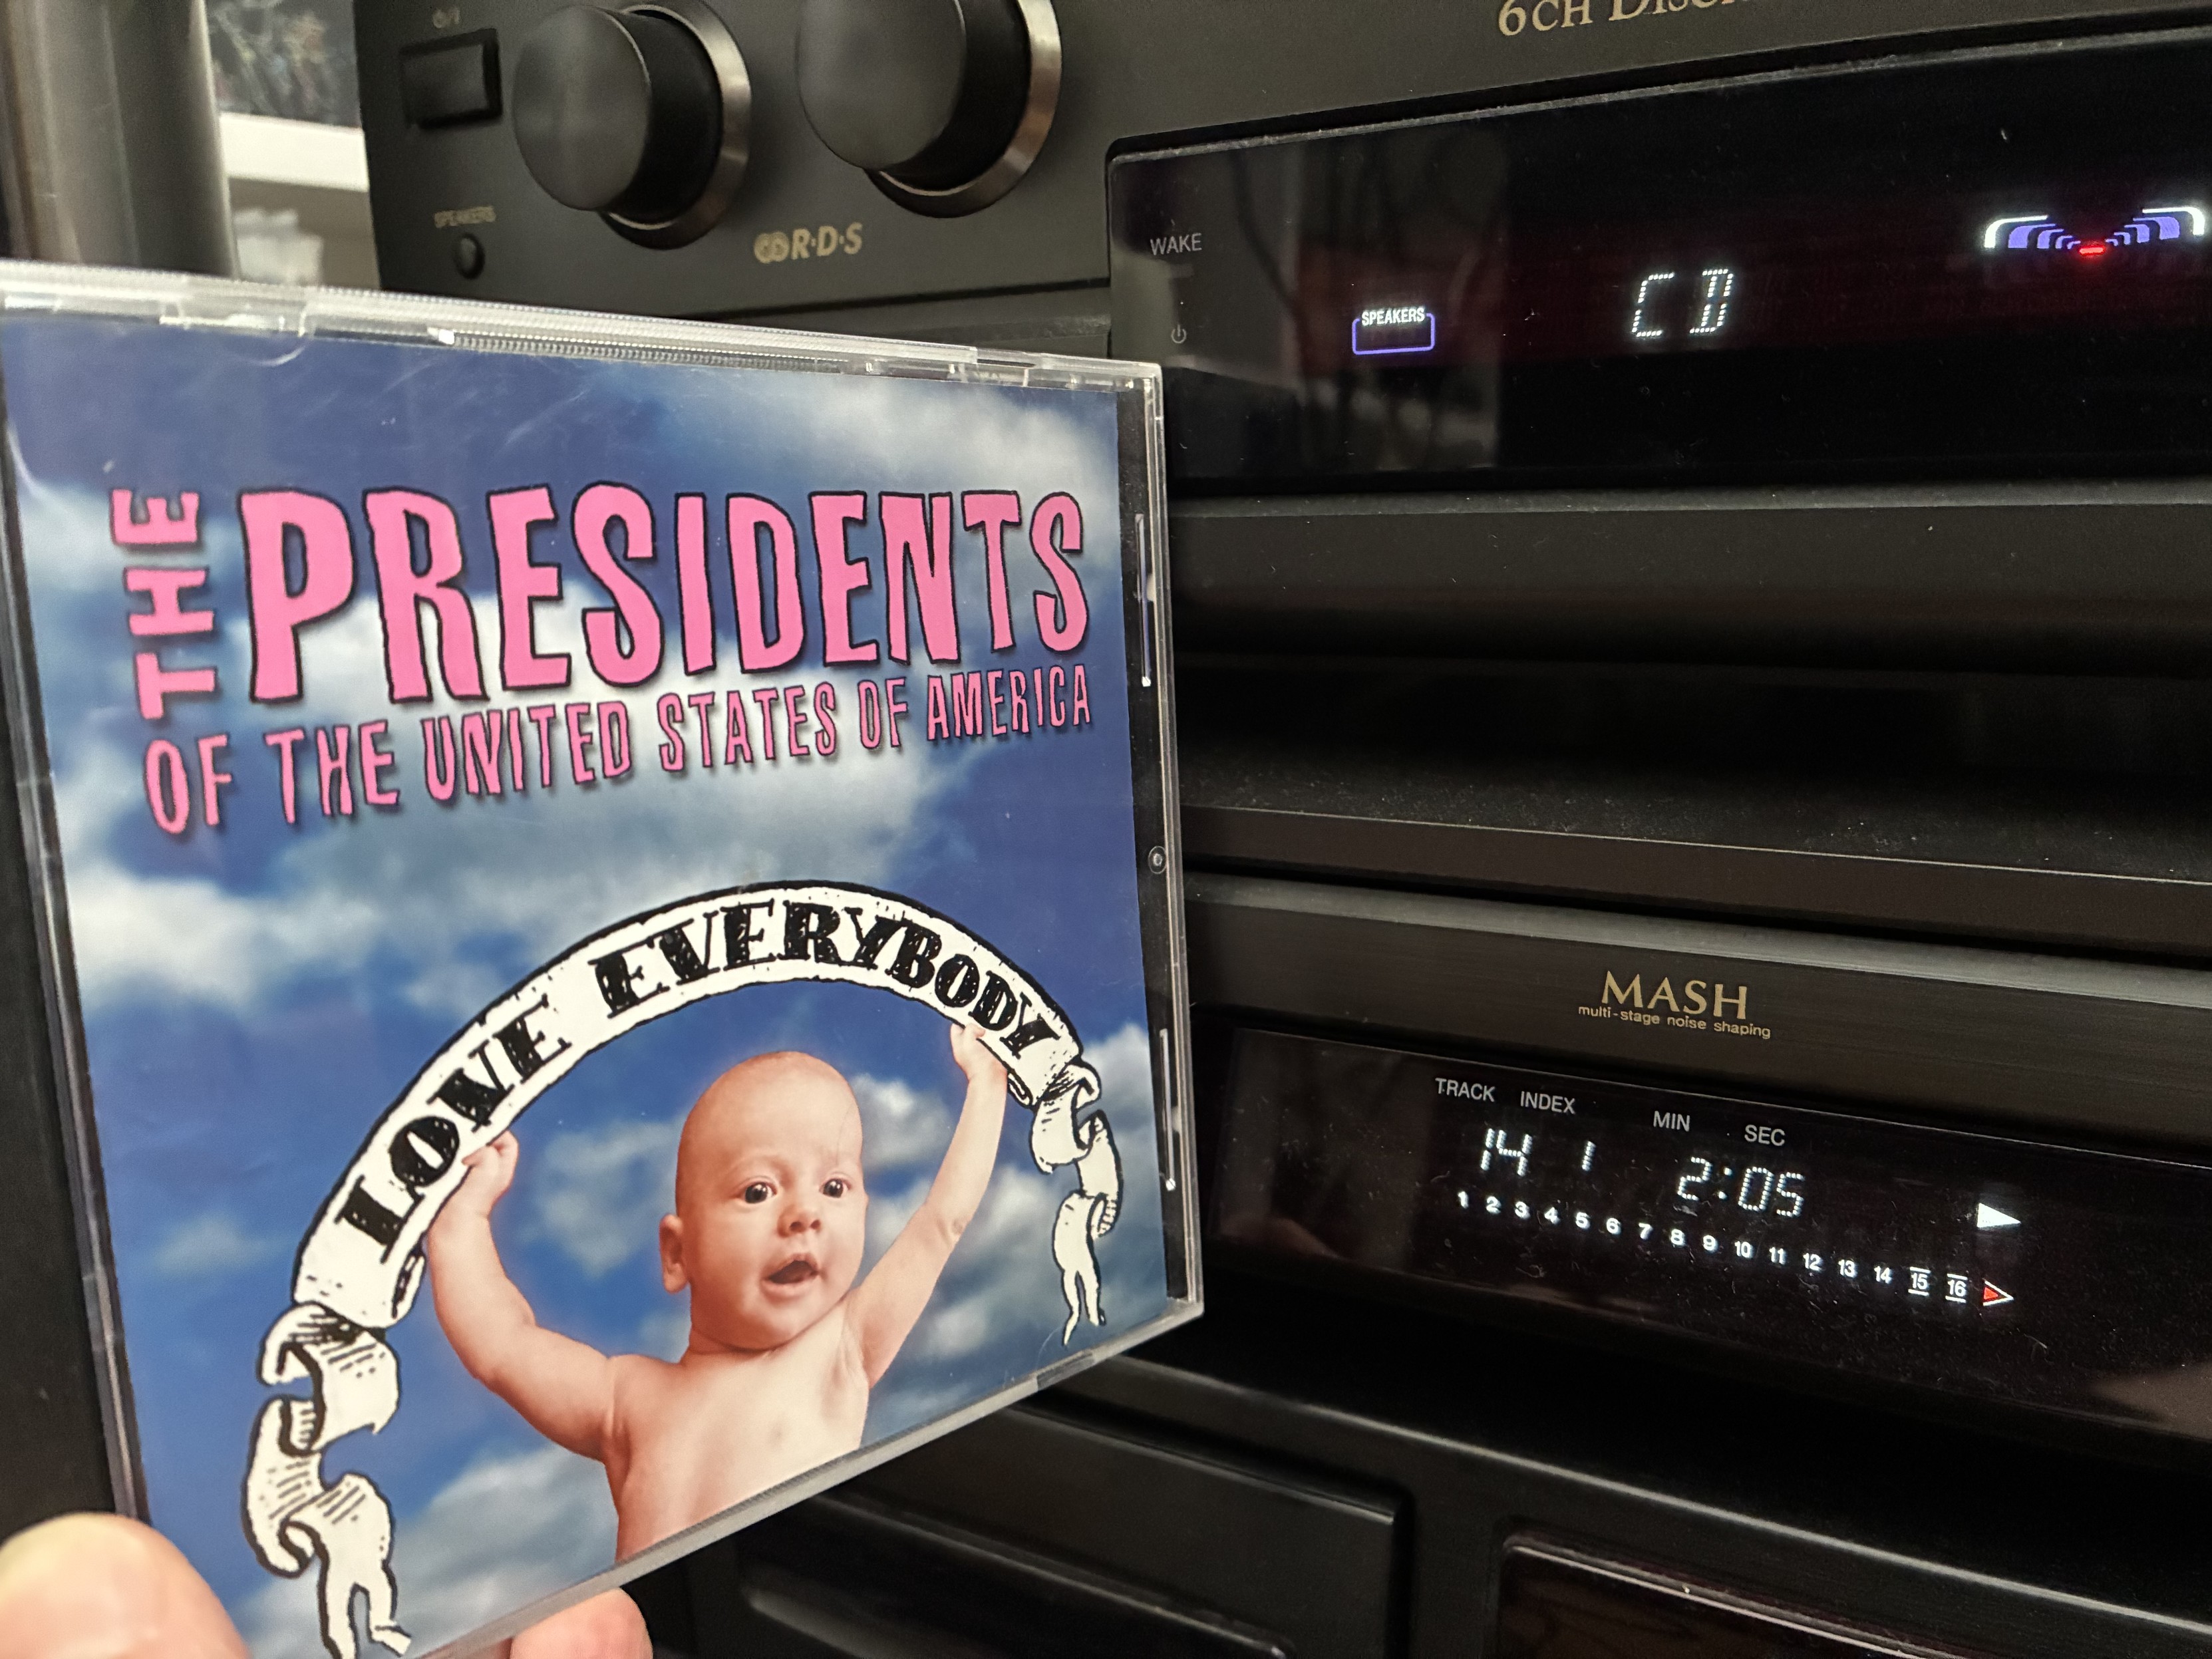 6CH
SPEAKERS
R·D·S
WAKE
SPEAKERS
CD
THE PRESIDENTS
OF THE UNITED STATES OF AMERICA
LOVE EVERYBODY
MASH
multi-stage noise shaping
TRACK INDEX MIN SEC
14 1 2:05
1 2 3 4 5 6 7 8 9 10 11 12 13 14 15 16